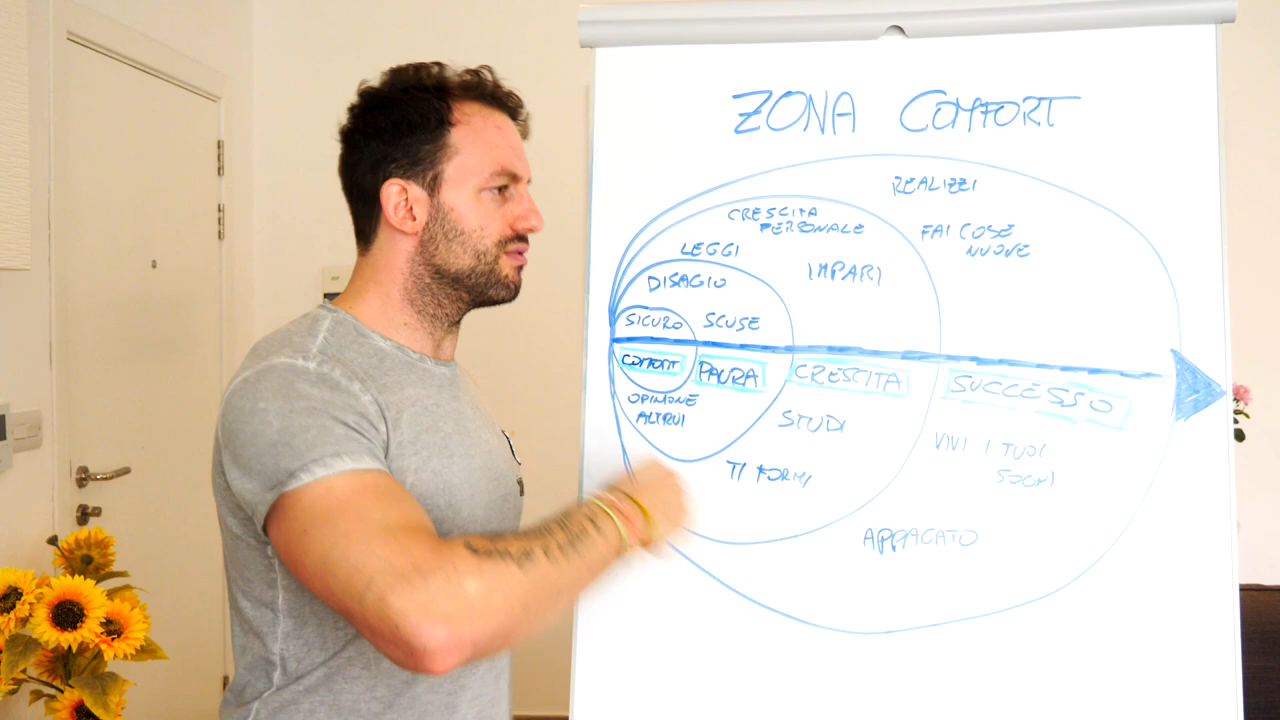 ZONA COMFORT
REALIZZI
CRESCITA
PERSONALE
FAI COSE
NUOVE
LEGGI
IMPARI
DISAGIO
SICURO
SCUSE
COMFORT
PAURA
CRESCITA
SUCCESSO
OPINIONE
ALTRUI
STUDI
VIVI I TUOI
SOGNI
TI FORMI
APPAGATO